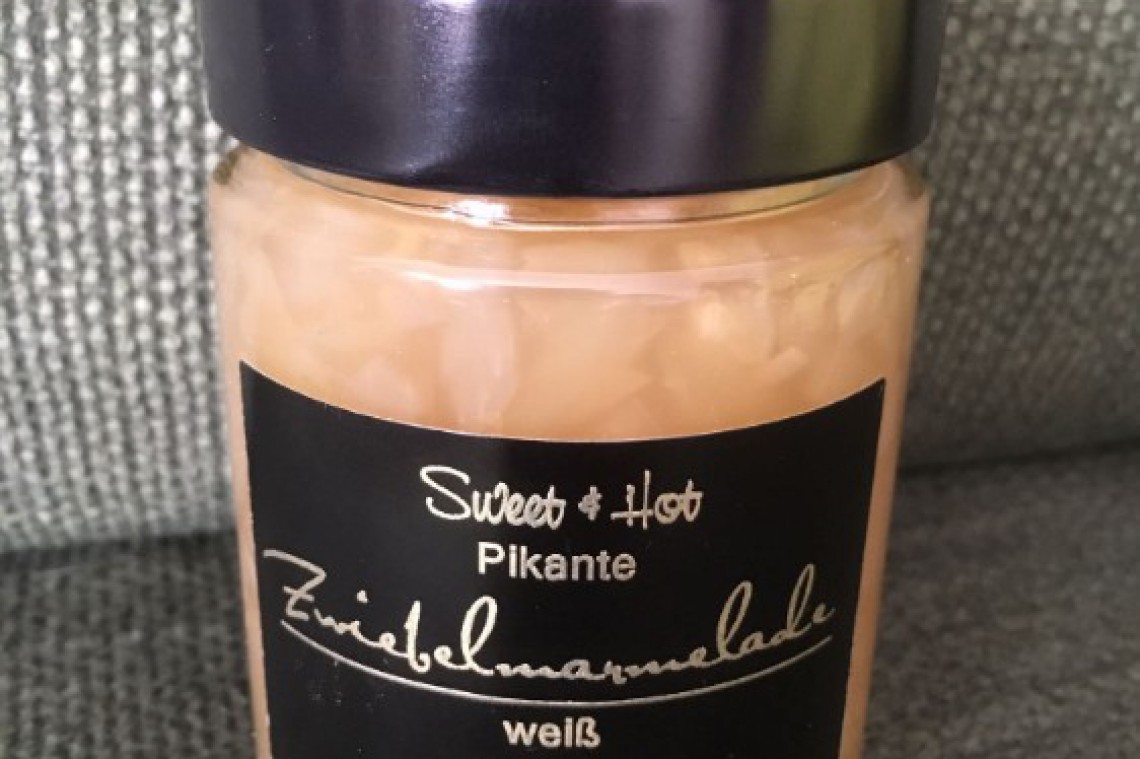 Sweet & Hot
Pikante
Zwiebelmarmelade
weiß